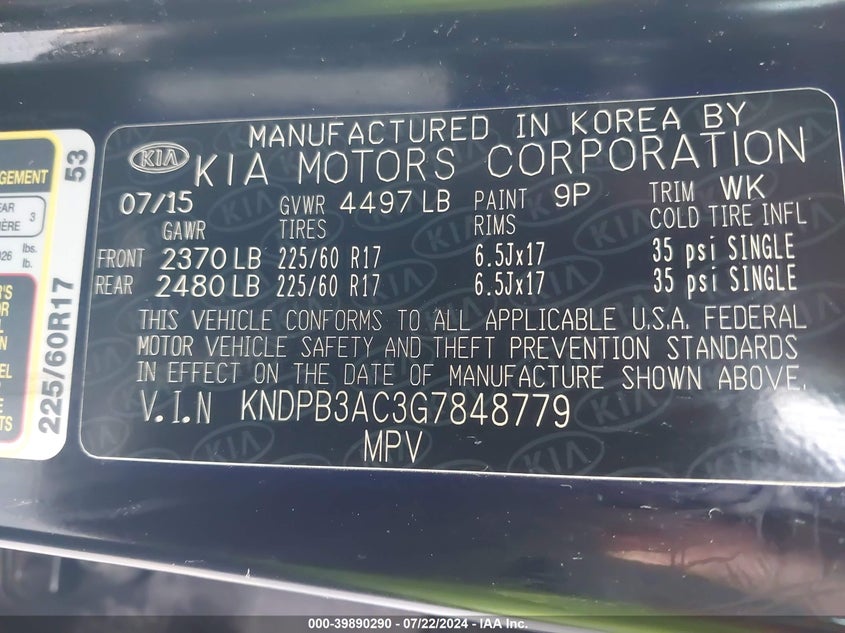 MANUFACTURED IN KOREA BY
KIA KIA MOTORS CORPORATION
07/15 GVWR 4497 LB PAINT 9P TRIM WK
GAWR TIRES RIMS COLD TIRE INFL
FRONT 2370 LB 225/60 R17 6.5Jx17 35 psi SINGLE
REAR 2480 LB 225/60 R17 6.5Jx17 35 psi SINGLE
THIS VEHICLE CONFORMS TO ALL APPLICABLE U.S.A. FEDERAL
MOTOR VEHICLE SAFETY AND THEFT PREVENTION STANDARDS
IN EFFECT ON THE DATE OF MANUFACTURE SHOWN ABOVE.
V.I.N KNDPB3AC3G7848779
MPV
53
225/60R17
3
lbs.
lb.
000-39890290 - 07/22/2024 - IAA Inc.